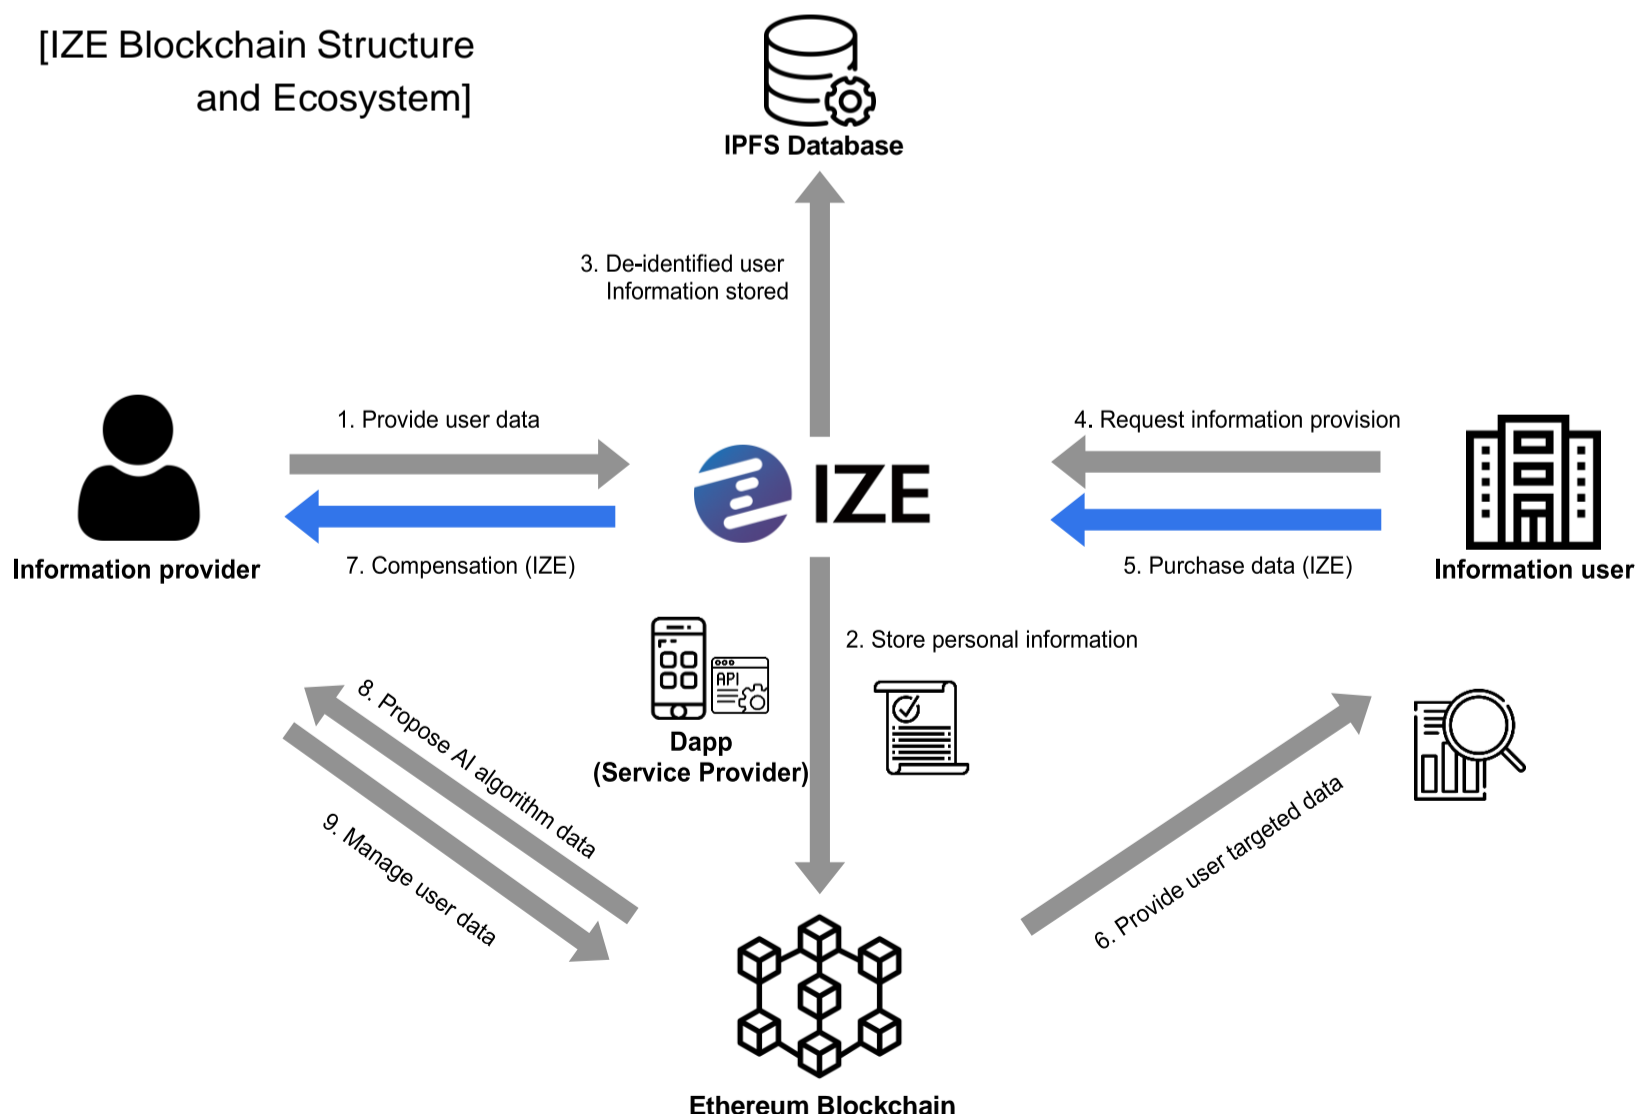 [IZE Blockchain Structure
and Ecosystem]
IPFS Database
3. De-identified user
Information stored
1. Provide user data
4. Request information provision
IZE
Information provider
7. Compensation (IZE)
5. Purchase data (IZE)
Information user
2. Store personal information
API
Dapp
(Service Provider)
8. Propose AI algorithm data
9. Manage user data
6. Provide user targeted data
Ethereum Blockchain